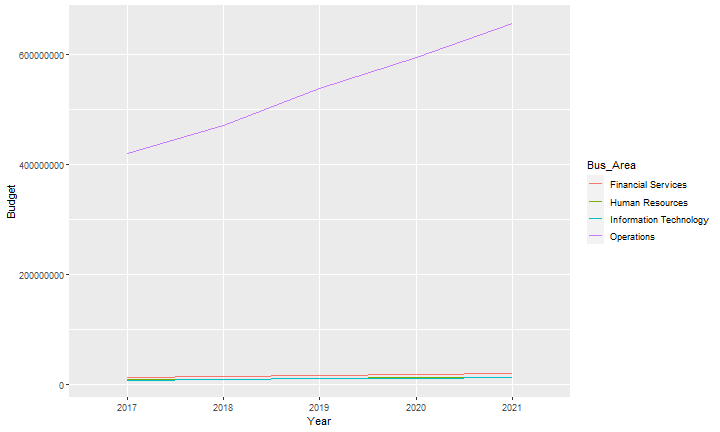 600000000
400000000
200000000
0
Budget
2017 2018 2019 2020 2021
Year
Bus_Area
Financial Services
Human Resources
Information Technology
Operations